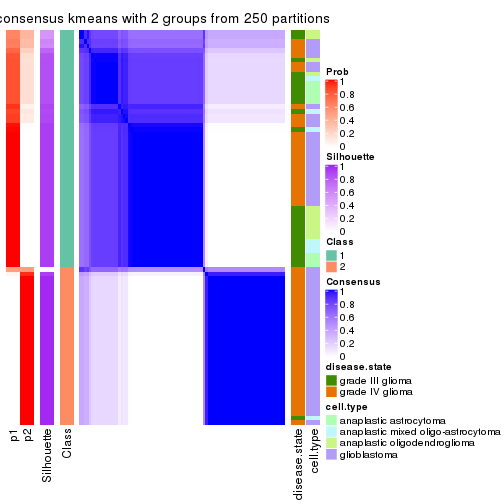 consensus kmeans with 2 groups from 250 partitions
Prob
1
0.8
0.6
0.4
0.2
0
Silhouette
1
0.8
0.6
0.4
0.2
0
Class
1
2
Consensus
1
0.8
0.6
0.4
0.2
0
disease.state
grade III glioma
grade IV glioma
cell.type
anaplastic astrocytoma
anaplastic mixed oligo-astrocytoma
anaplastic oligodendroglioma
glioblastoma
p1
p2
Silhouette
Class
disease.state
cell.type